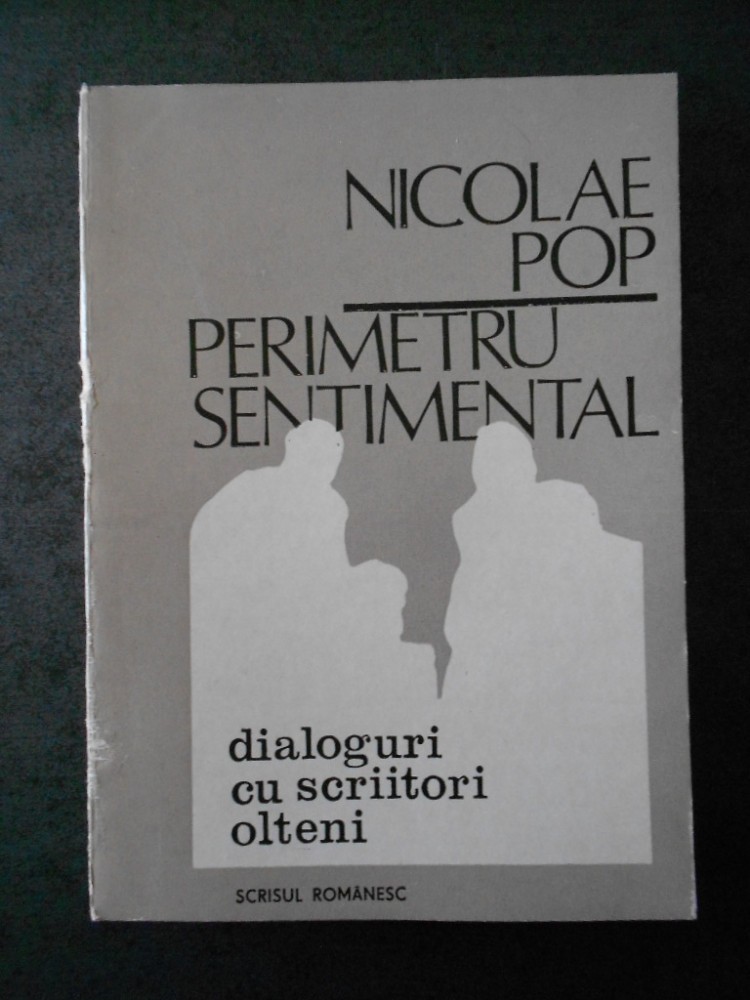 NICOLAE
POP
PERIMETRU
SENTIMENTAL
dialoguri
cu scriitori
olteni
SCRISUL ROMÂNESC